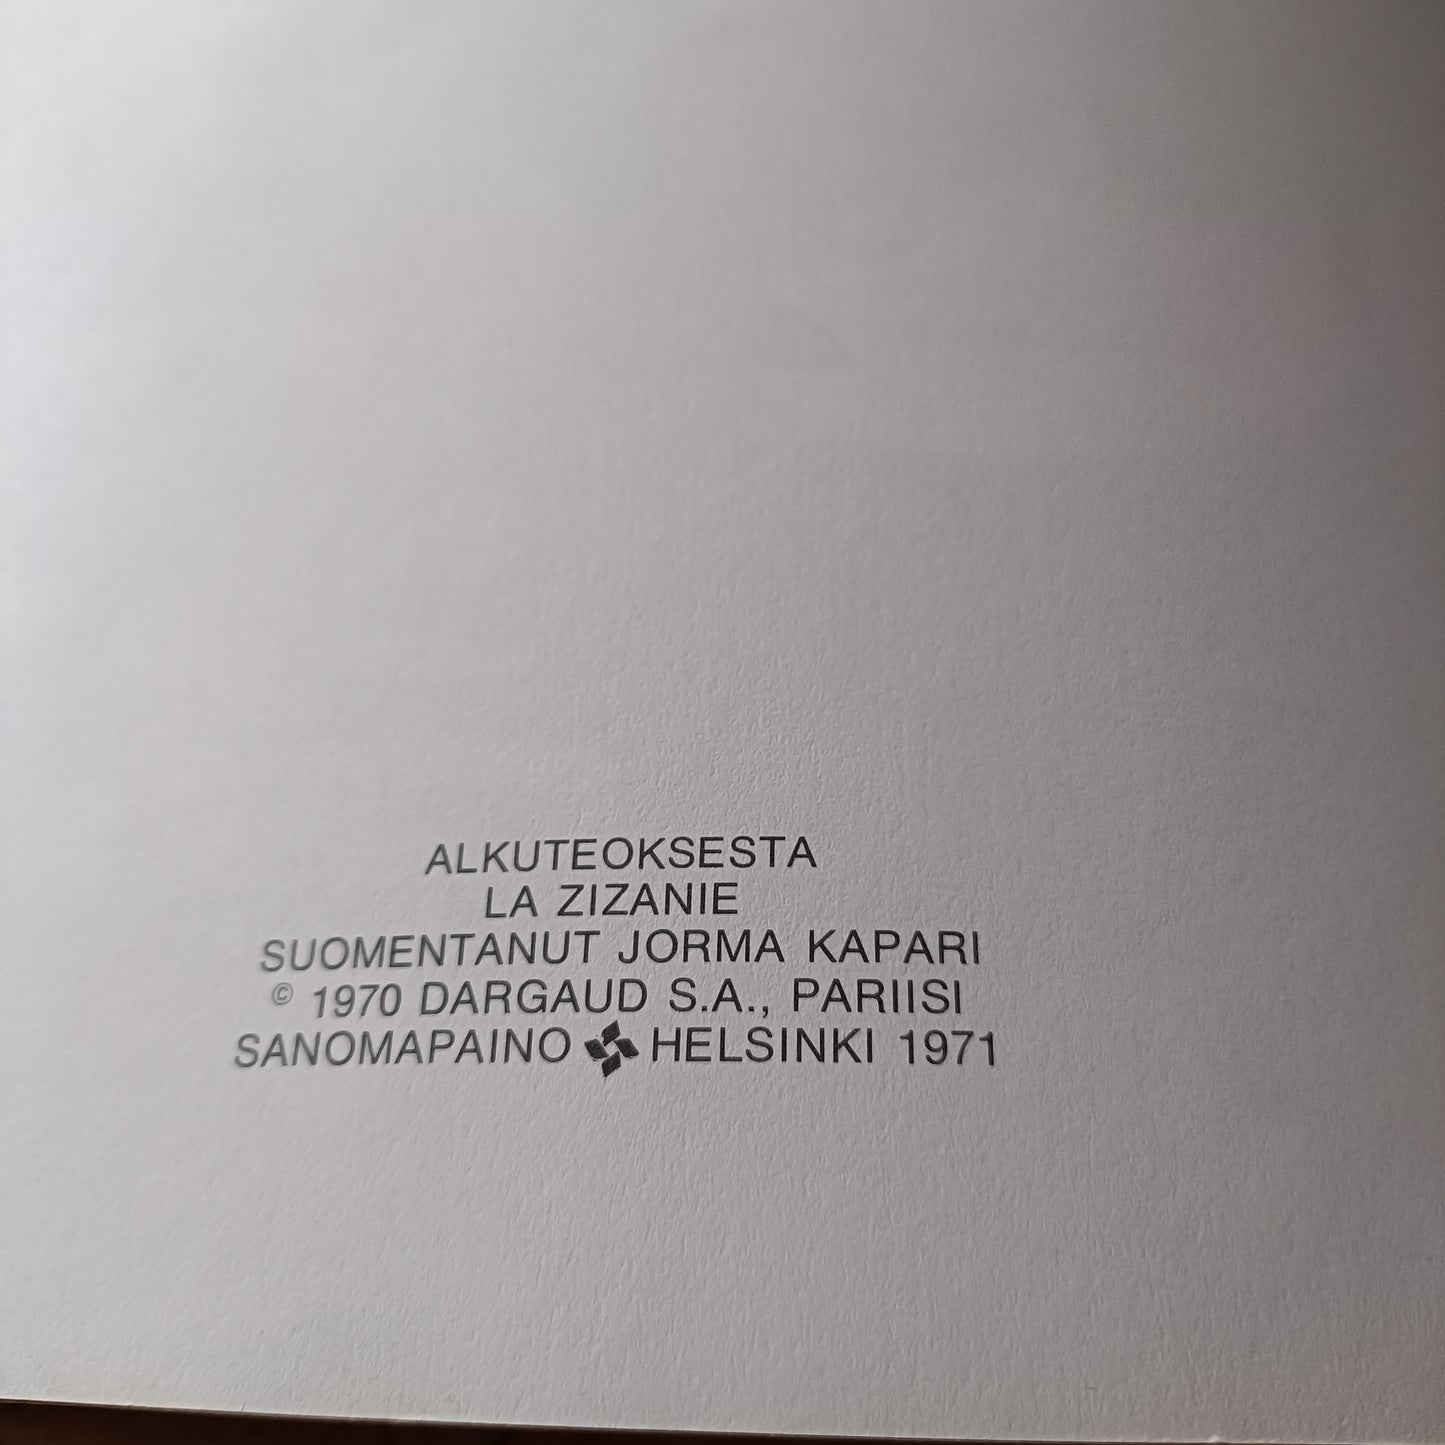 ALKUTEOKSESTA
LA ZIZANIE
SUOMENTANUT JORMA KAPARI
© 1970 DARGAUD S.A., PARIISI
SANOMAPAINO HELSINKI 1971